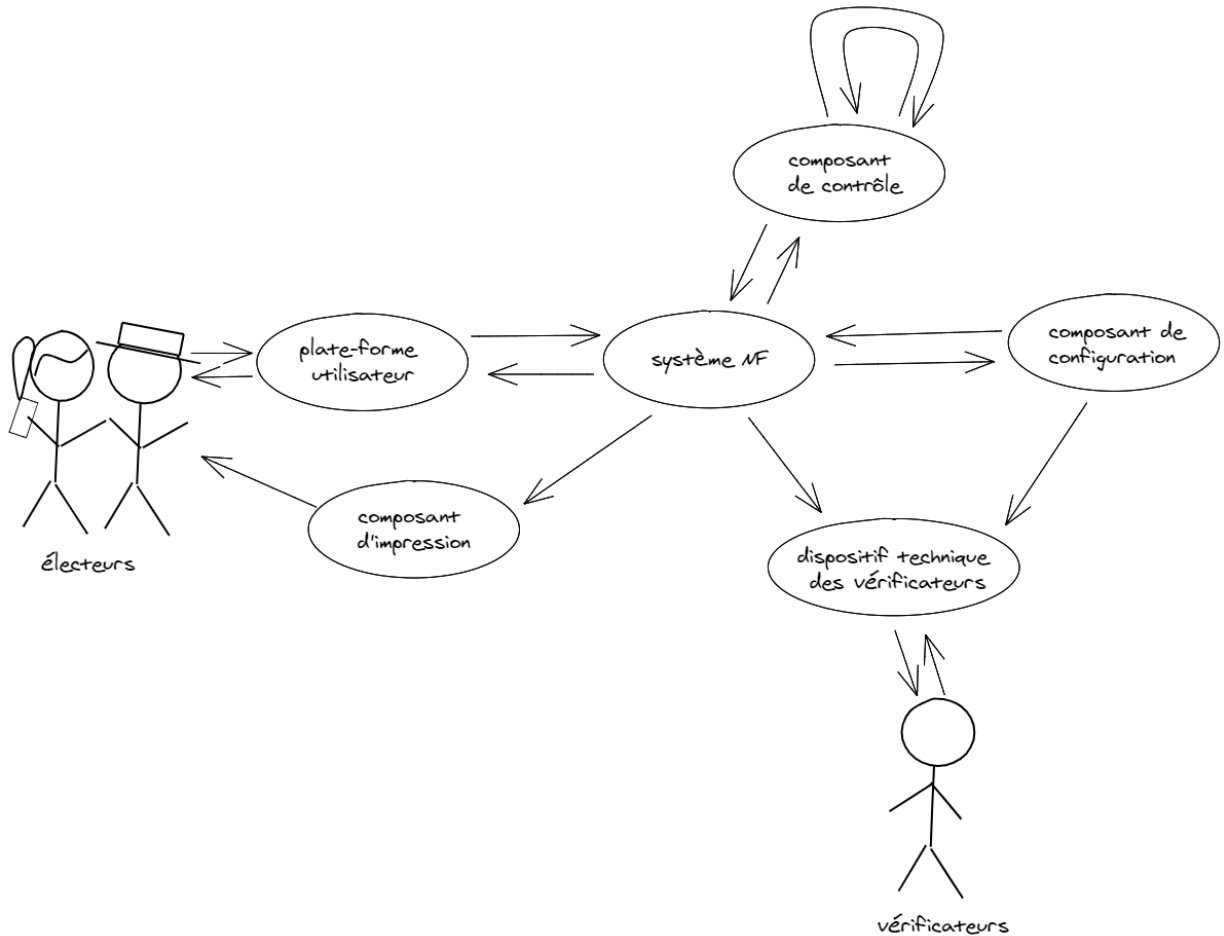 composant
de contrôle
plate-forme
utilisateur
système NF
composant de
configuration
composant
d'impression
électeurs
dispositif technique
des vérificateurs
vérificateurs